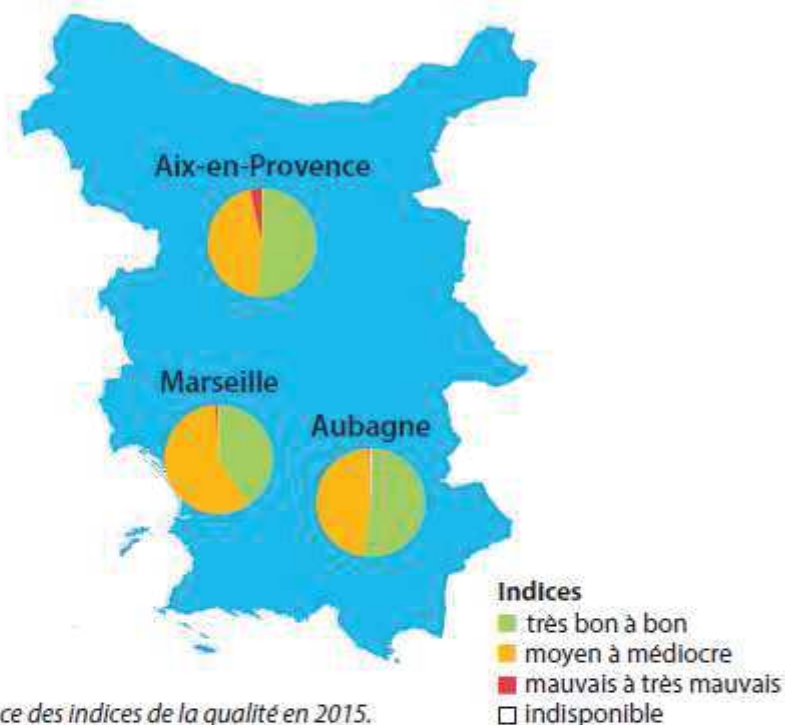 Aix-en-Provence
Marseille
Aubagne
Indices
très bon à bon
moyen à médiocre
mauvais à très mauvais
indisponible
des indices de la qualité en 2015.